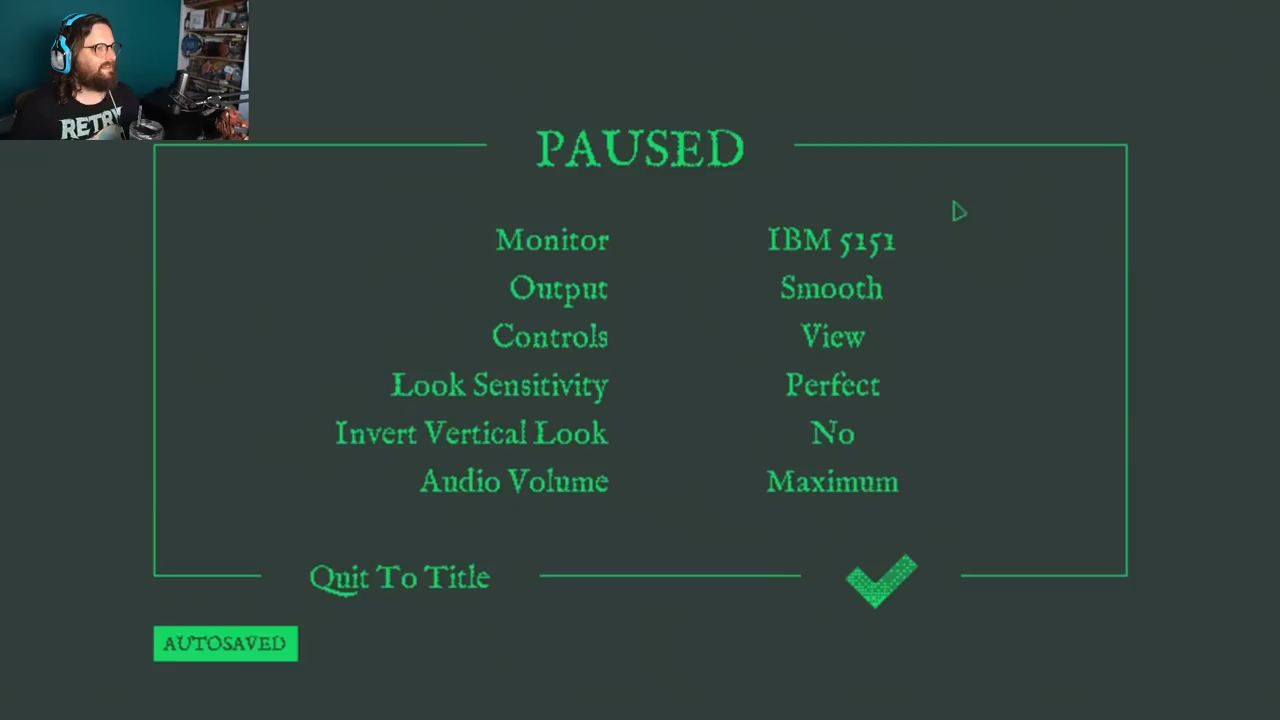 RETRY
PAUSED
Monitor IBM 5151
Output Smooth
Controls View
Look Sensitivity Perfect
Invert Vertical Look No
Audio Volume Maximum
Quit To Title
AUTOSAVED